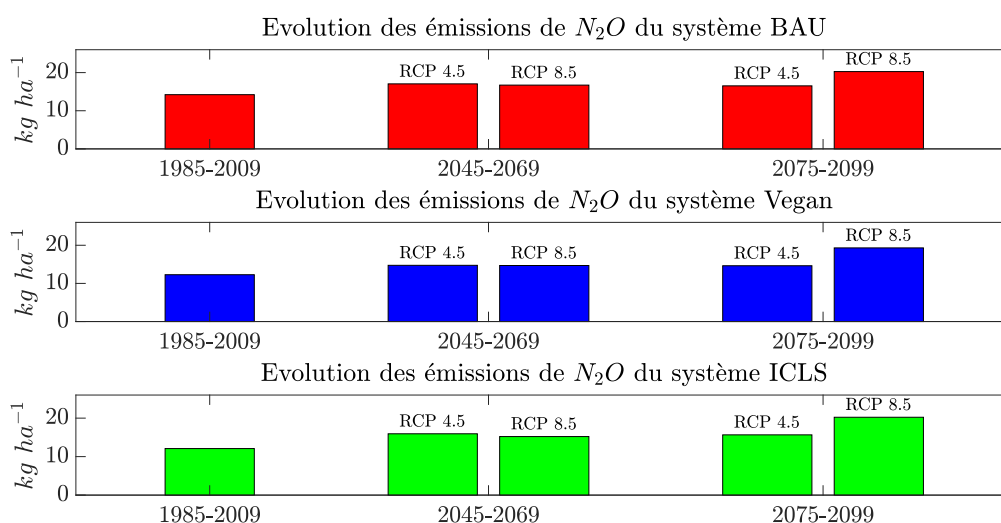 Evolution des émissions de N₂O du système BAU
kg ha⁻¹
20
10
0
RCP 4.5
RCP 8.5
RCP 4.5
RCP 8.5
1985-2009
2045-2069
2075-2099
Evolution des émissions de N₂O du système Vegan
kg ha⁻¹
20
10
0
RCP 4.5
RCP 8.5
RCP 4.5
RCP 8.5
1985-2009
2045-2069
2075-2099
Evolution des émissions de N₂O du système ICLS
kg ha⁻¹
20
10
0
RCP 4.5
RCP 8.5
RCP 4.5
RCP 8.5
1985-2009
2045-2069
2075-2099